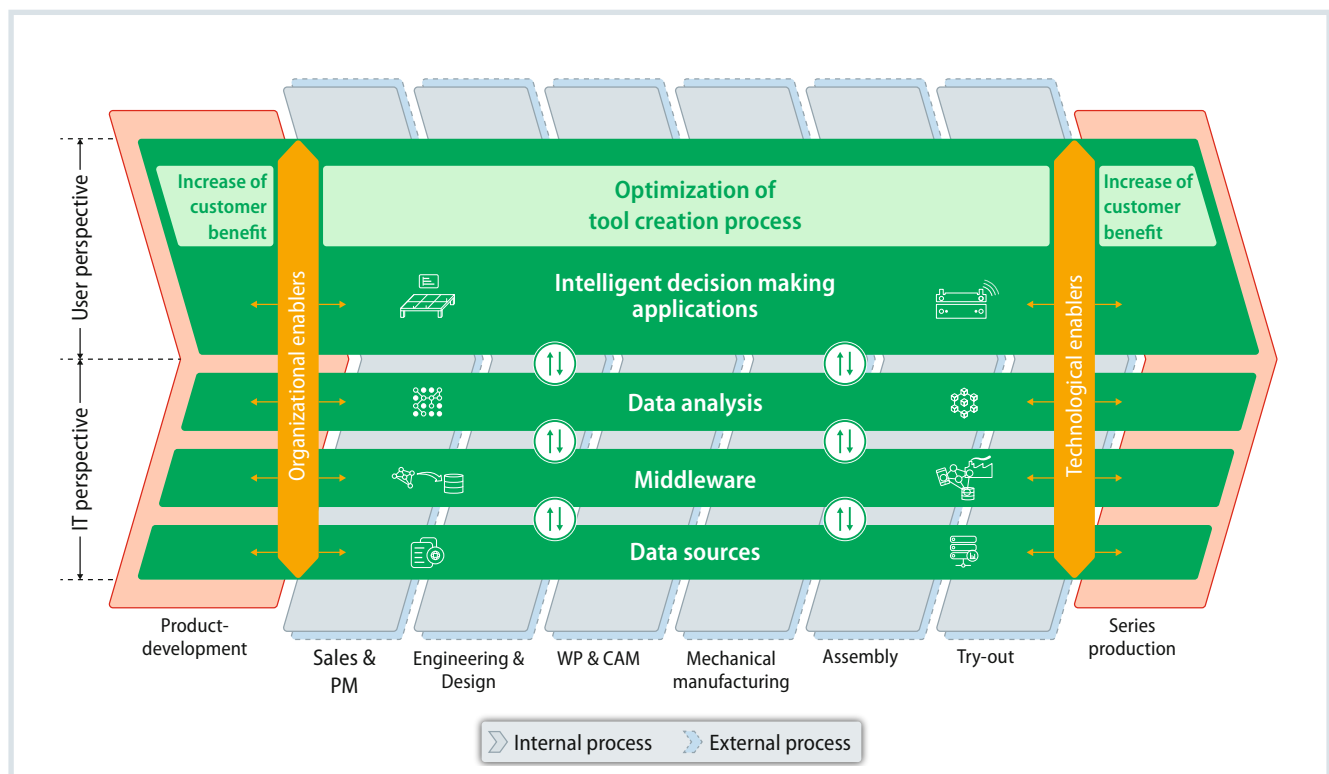 User perspective
IT perspective
Increase of
customer
benefit
Organizational enablers
Optimization of
tool creation process
Intelligent decision making
applications
Technological enablers
Increase of
customer
benefit
Data analysis
Middleware
Data sources
Product-
development
Sales &
PM
Engineering &
Design
WP & CAM
Mechanical
manufacturing
Assembly
Try-out
Series
production
Internal process
External process